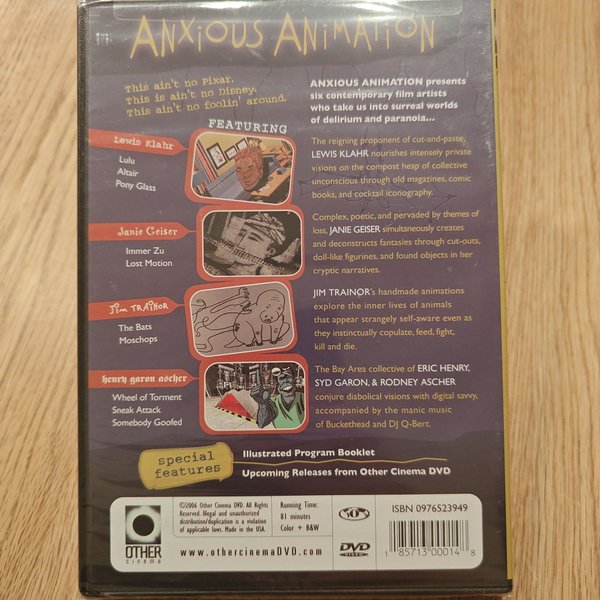 ANXIOUS ANIMATION
This ain't no Pixar.
This is ain't no Disney.
This ain't no foolin' around.
ANXIOUS ANIMATION presents
six contemporary film artists
who take us into surreal worlds
of delirium and paranoia...
FEATURING
Lewis Klahr
Lulu
Altair
Pony Glass
The reigning proponent of cut-and-paste,
LEWIS KLAHR nourishes intensely private
visions on the compost heap of collective
unconscious through old magazines, comic
books, and cocktail iconography.
Janie Geiser
Immer Zu
Lost Motion
Complex, poetic, and pervaded by themes of
loss, JANIE GEISER simultaneously creates
and deconstructs fantasies through cut-outs,
doll-like figurines, and found objects in her
cryptic narratives.
Jim TRAiNOR
The Bats
Moschops
JIM TRAINOR's handmade animations
explore the inner lives of animals
that appear strangely self-aware even as
they instinctually copulate, feed, fight,
kill and die.
henry garon ascher
Wheel of Torment
Sneak Attack
Somebody Goofed
The Bay Area collective of ERIC HENRY,
SYD GARON, & RODNEY ASCHER
conjure diabolical visions with digital savvy,
accompanied by the manic music
of Buckethead and DJ Q-Bert.
special
features
Illustrated Program Booklet
Upcoming Releases from Other Cinema DVD
OTHER
cinema
©2006 Other Cinema DVD. All Rights
Reserved. Illegal and unauthorized
distribution/duplication is a violation
of applicable laws. Made in the USA.
Running Time:
81 minutes
Color + B&W
www.othercinemaDVD.com
DVD
VIDEO
ISBN 0976523949
1 85713 00014 8